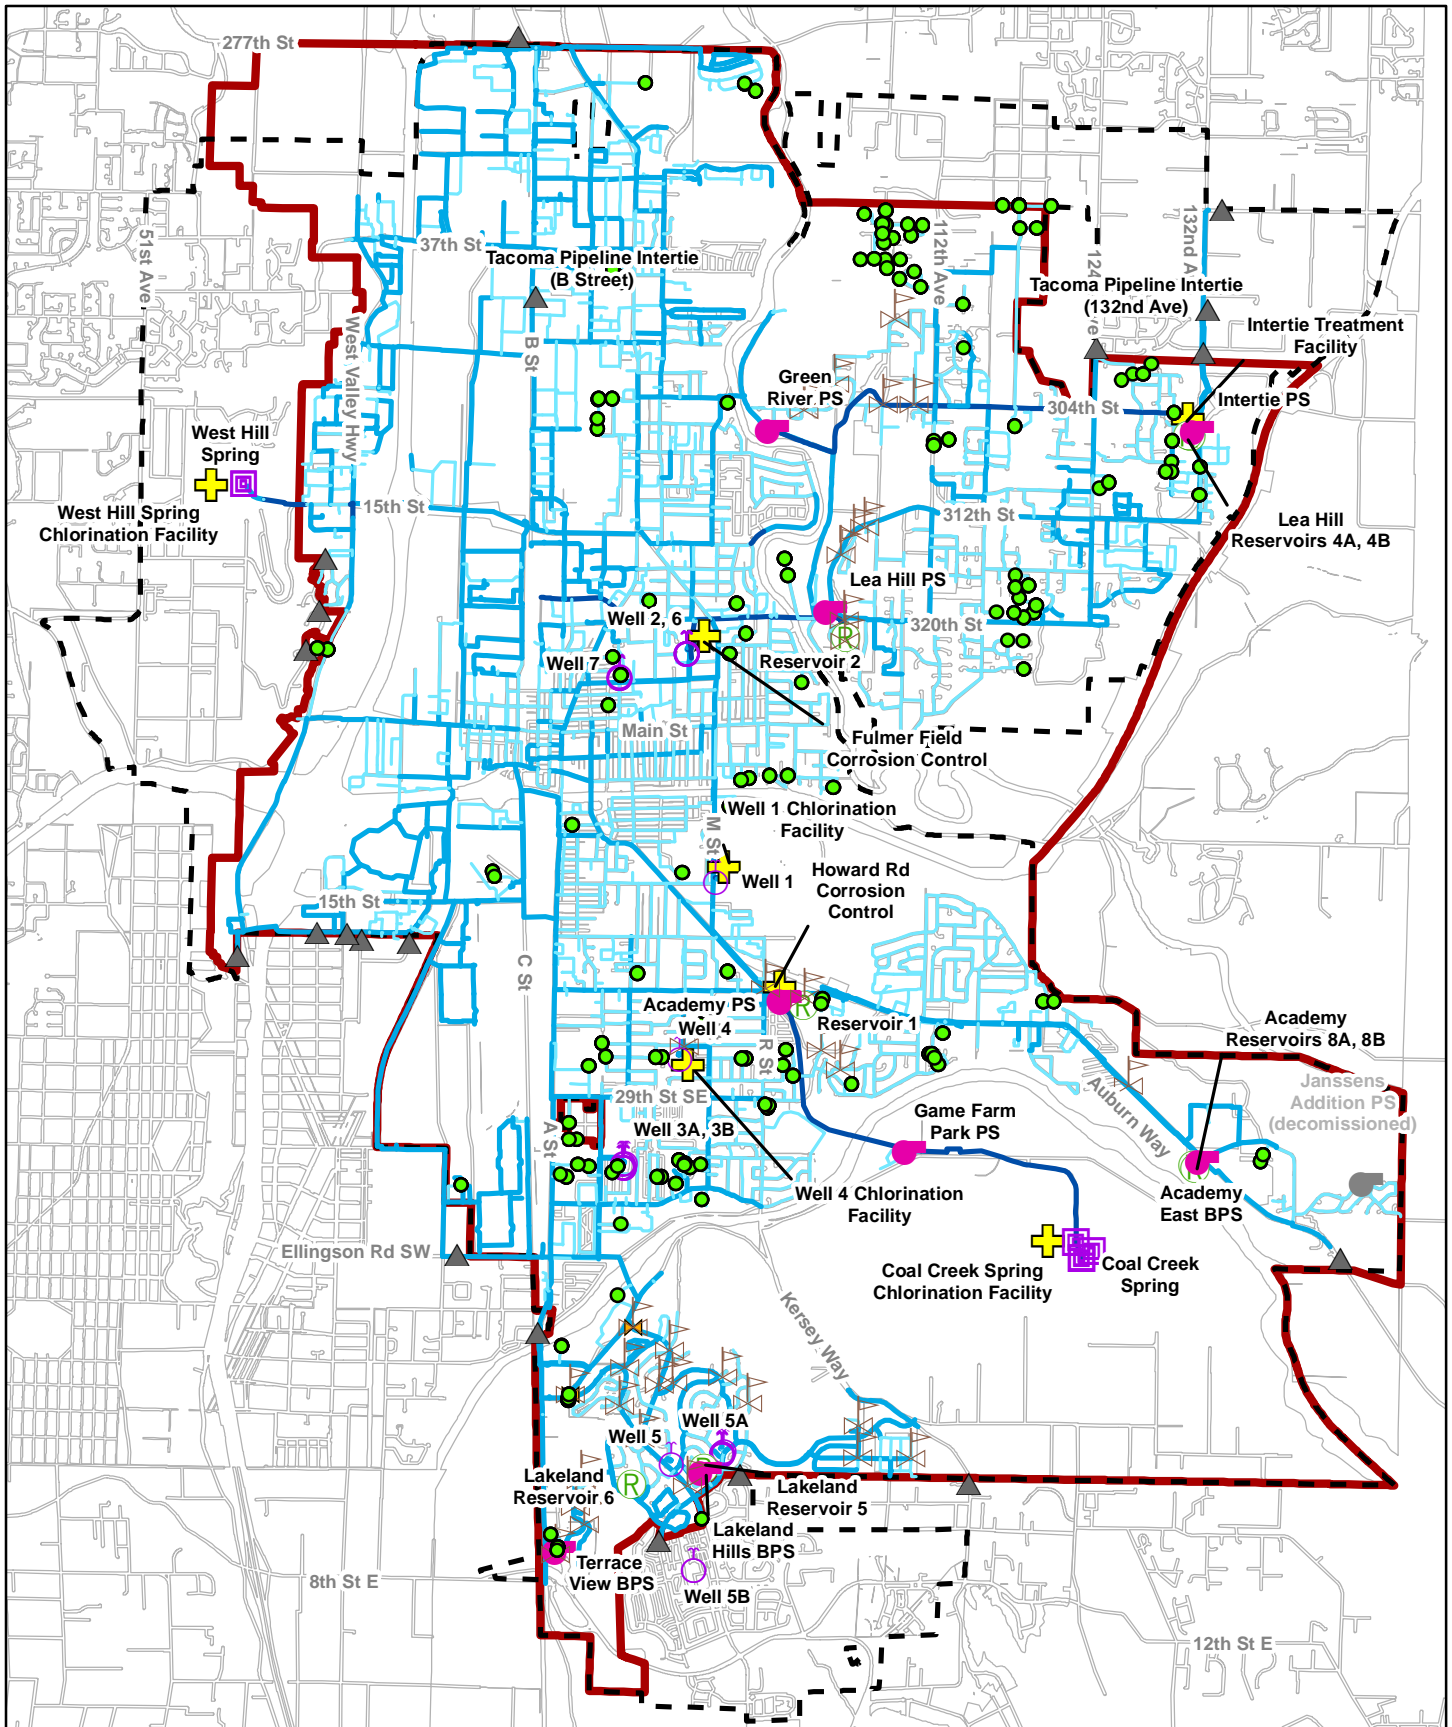 277th St
51st Ave
37th St
Tacoma Pipeline Intertie
(B Street)
112th Ave
132nd A
124
ve
Tacoma Pipeline Intertie
(132nd Ave)
Intertie Treatment
Facility
West Valley Hwy
B St
Green
River PS
304th St
Intertie PS
West Hill
Spring
15th St
West Hill Spring
Chlorination Facility
312th St
Lea Hill
Reservoirs 4A, 4B
Lea Hill PS
R
Well 2, 6
320th St
Well 7
Reservoir 2
Main St
Fulmer Field
Corrosion Control
Well 1 Chlorination
Facility
M St
Howard Rd
Corrosion
Control
Well 1
15th St
C St
Academy PS
R
Well 4
Reservoir 1
R St
Academy
Reservoirs 8A, 8B
Janssens
Addition PS
(decomissioned)
Auburn Way
29th St SE
Game Farm
Park PS
A St
Well 3A, 3B
Well 4 Chlorination
Facility
Academy
East BPS
Ellingson Rd SW
Coal Creek Spring
Chlorination Facility
Coal Creek
Spring
Kersey Way
Well 5A
Well 5
Lakeland
Reservoir 6
R
Lakeland
Reservoir 5
Lakeland
Hills BPS
Terrace
View BPS
8th St E
Well 5B
12th St E